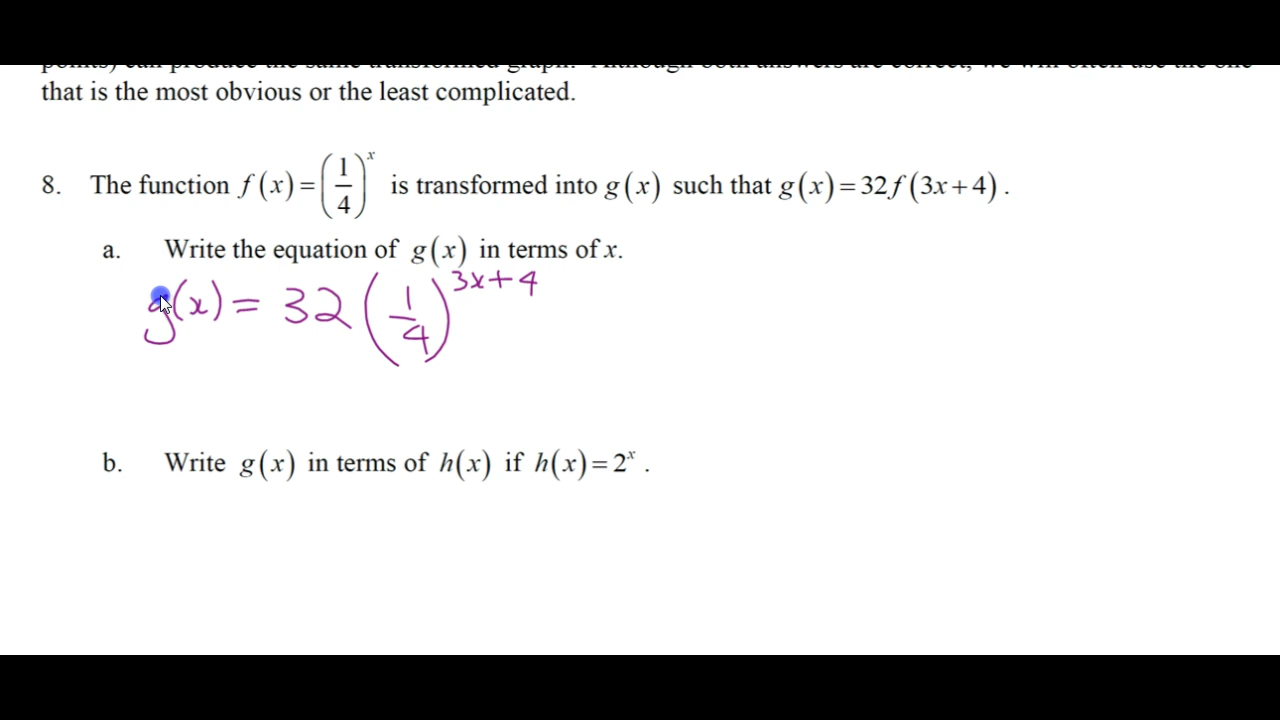 that is the most obvious or the least complicated.
8. The function f(x) = (1/4)^x is transformed into g(x) such that g(x) = 32f(3x+4).
a. Write the equation of g(x) in terms of x.
g(x) = 32(1/4)^(3x+4)
b. Write g(x) in terms of h(x) if h(x) = 2^x.